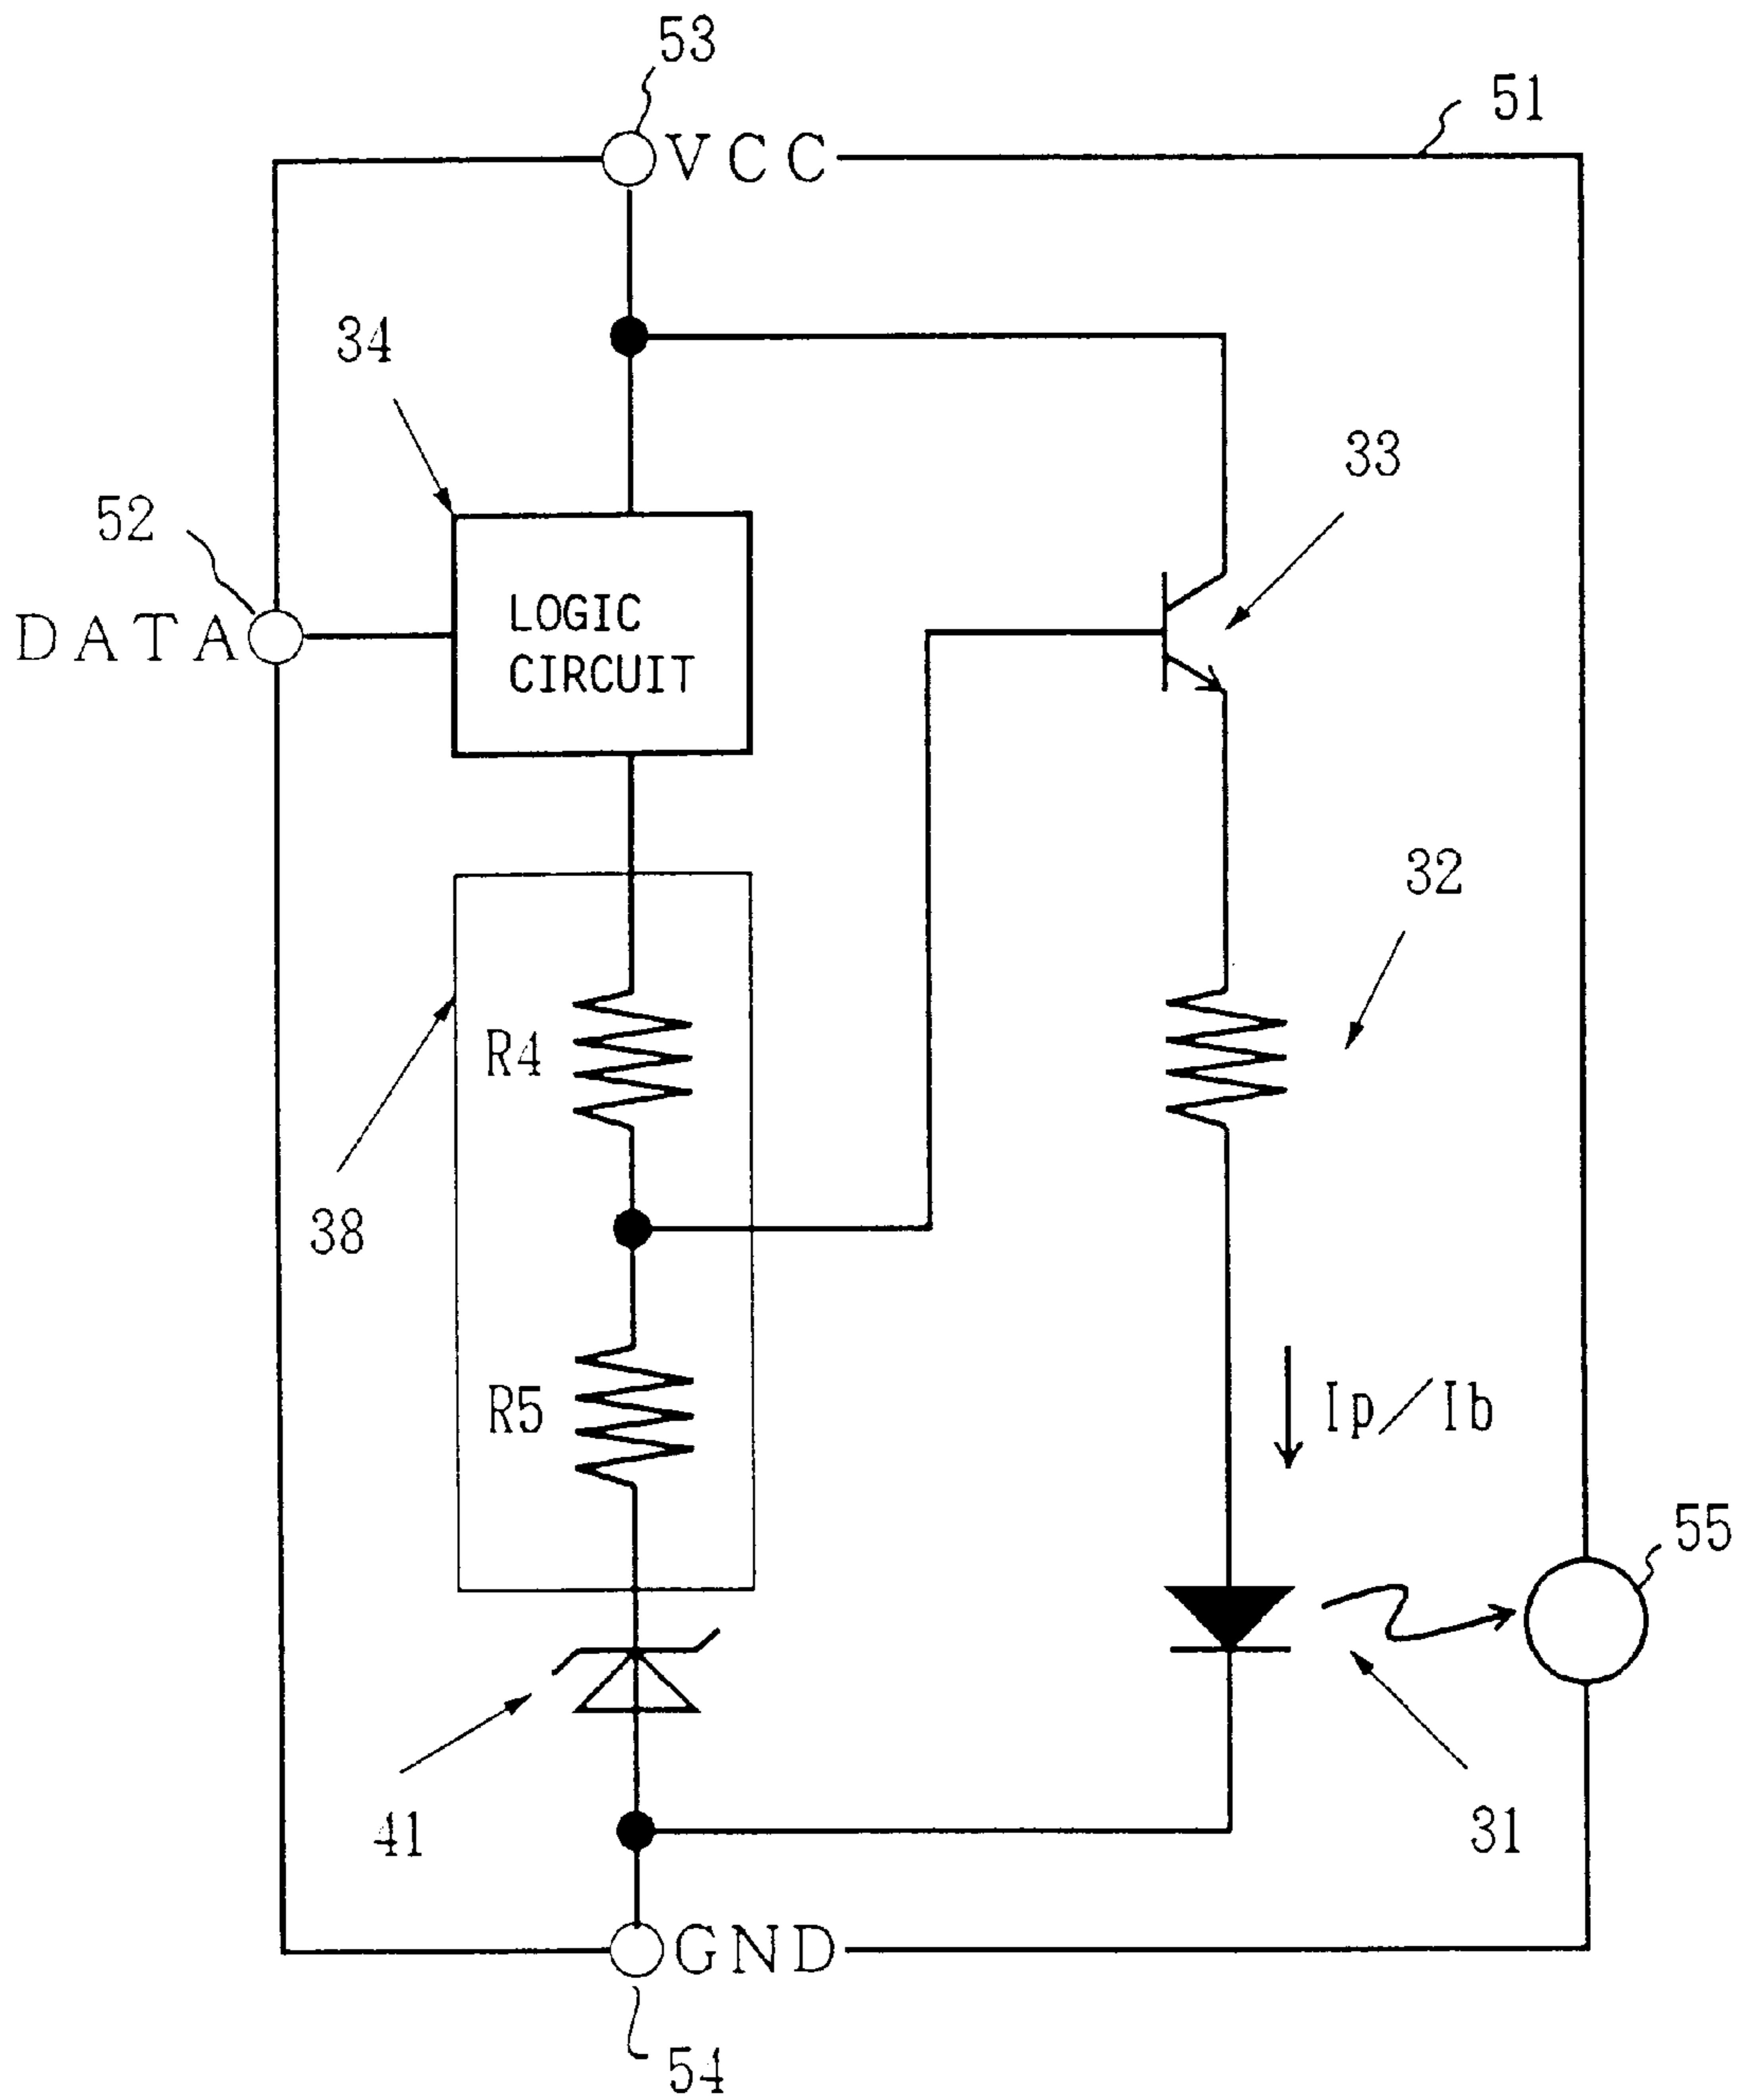 53
VCC
51
34
33
52
DATA
LOGIC
CIRCUIT
32
R4
38
R5
Ip/Ib
55
41
31
GND
54